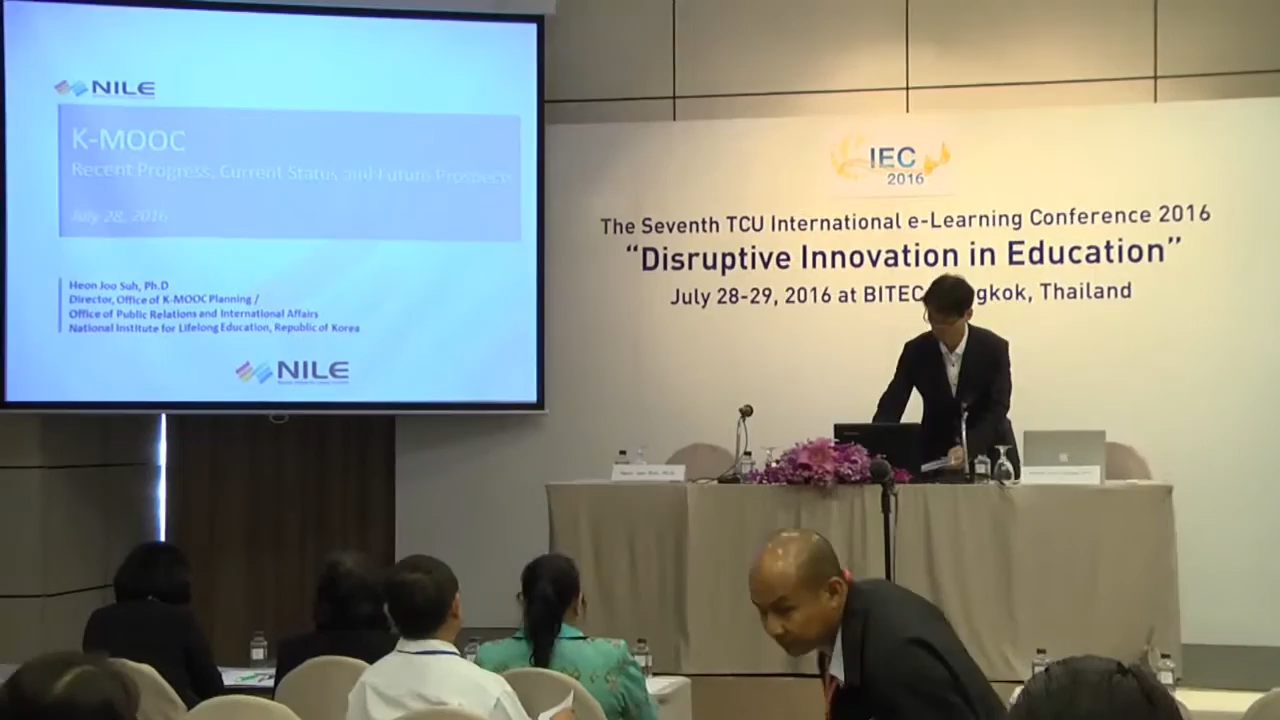 NILE
K-MOOC
Recent Progress, Current Status and Future Prospects
July 28, 2016
Heon Joo Suh, Ph.D
Director, Office of K-MOOC Planning /
Office of Public Relations and International Affairs
National Institute for Lifelong Education, Republic of Korea
NILE
IEC
2016
The Seventh TCU International e-Learning Conference 2016
“Disruptive Innovation in Education”
July 28-29, 2016 at BITEC gkok, Thailand